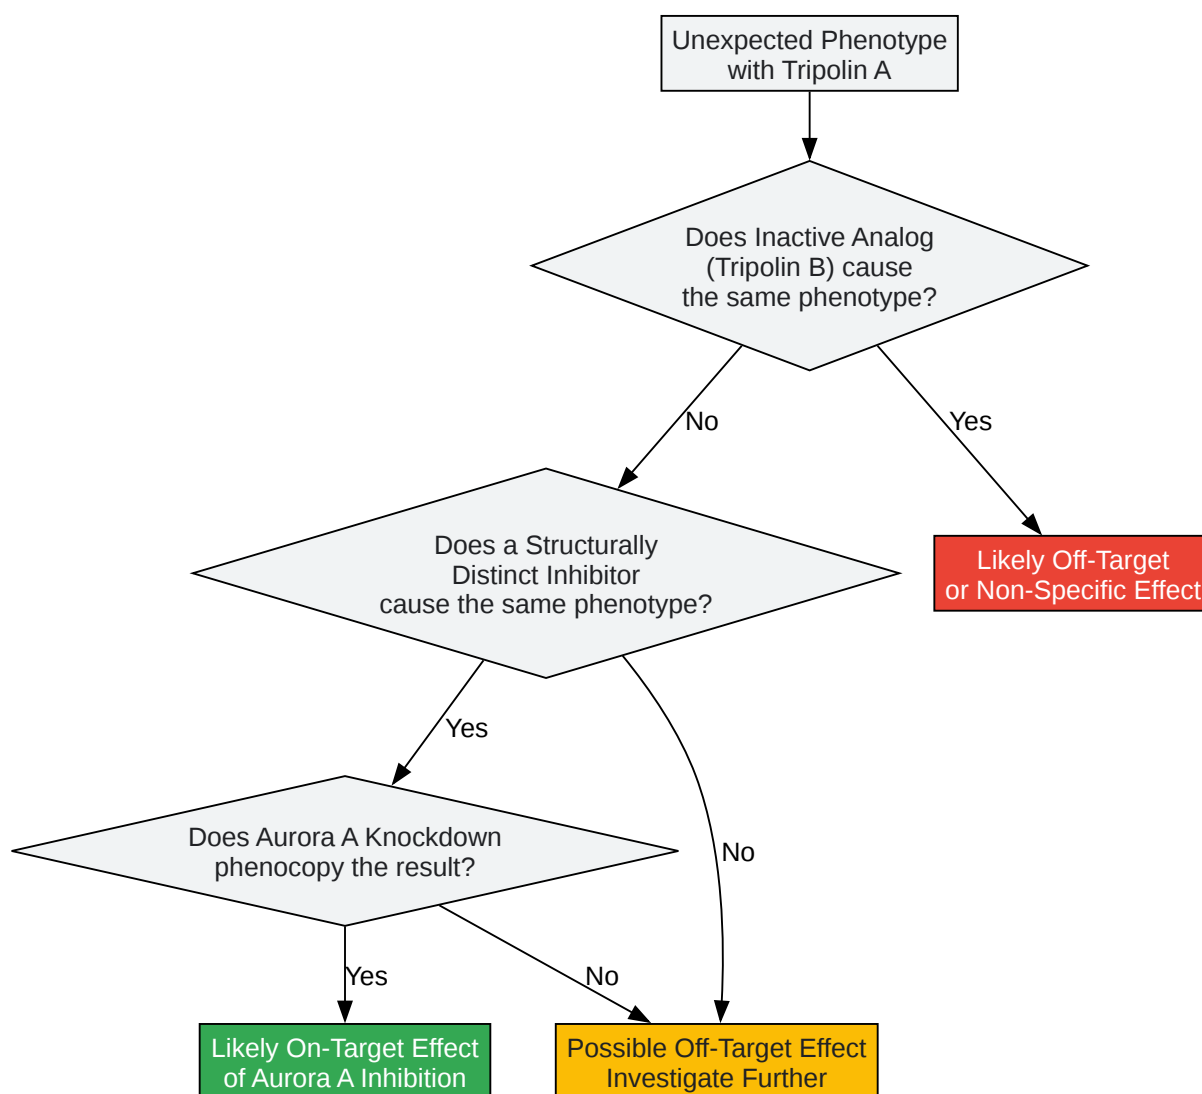 Unexpected Phenotype
with Tripolin A
Does Inactive Analog
(Tripolin B) cause
the same phenotype?
No
Yes
Does a Structurally
Distinct Inhibitor
cause the same phenotype?
Likely Off-Target
or Non-Specific Effect
Yes
No
Does Aurora A Knockdown
phenocopy the result?
Yes
No
Likely On-Target Effect
of Aurora A Inhibition
Possible Off-Target Effect
Investigate Further